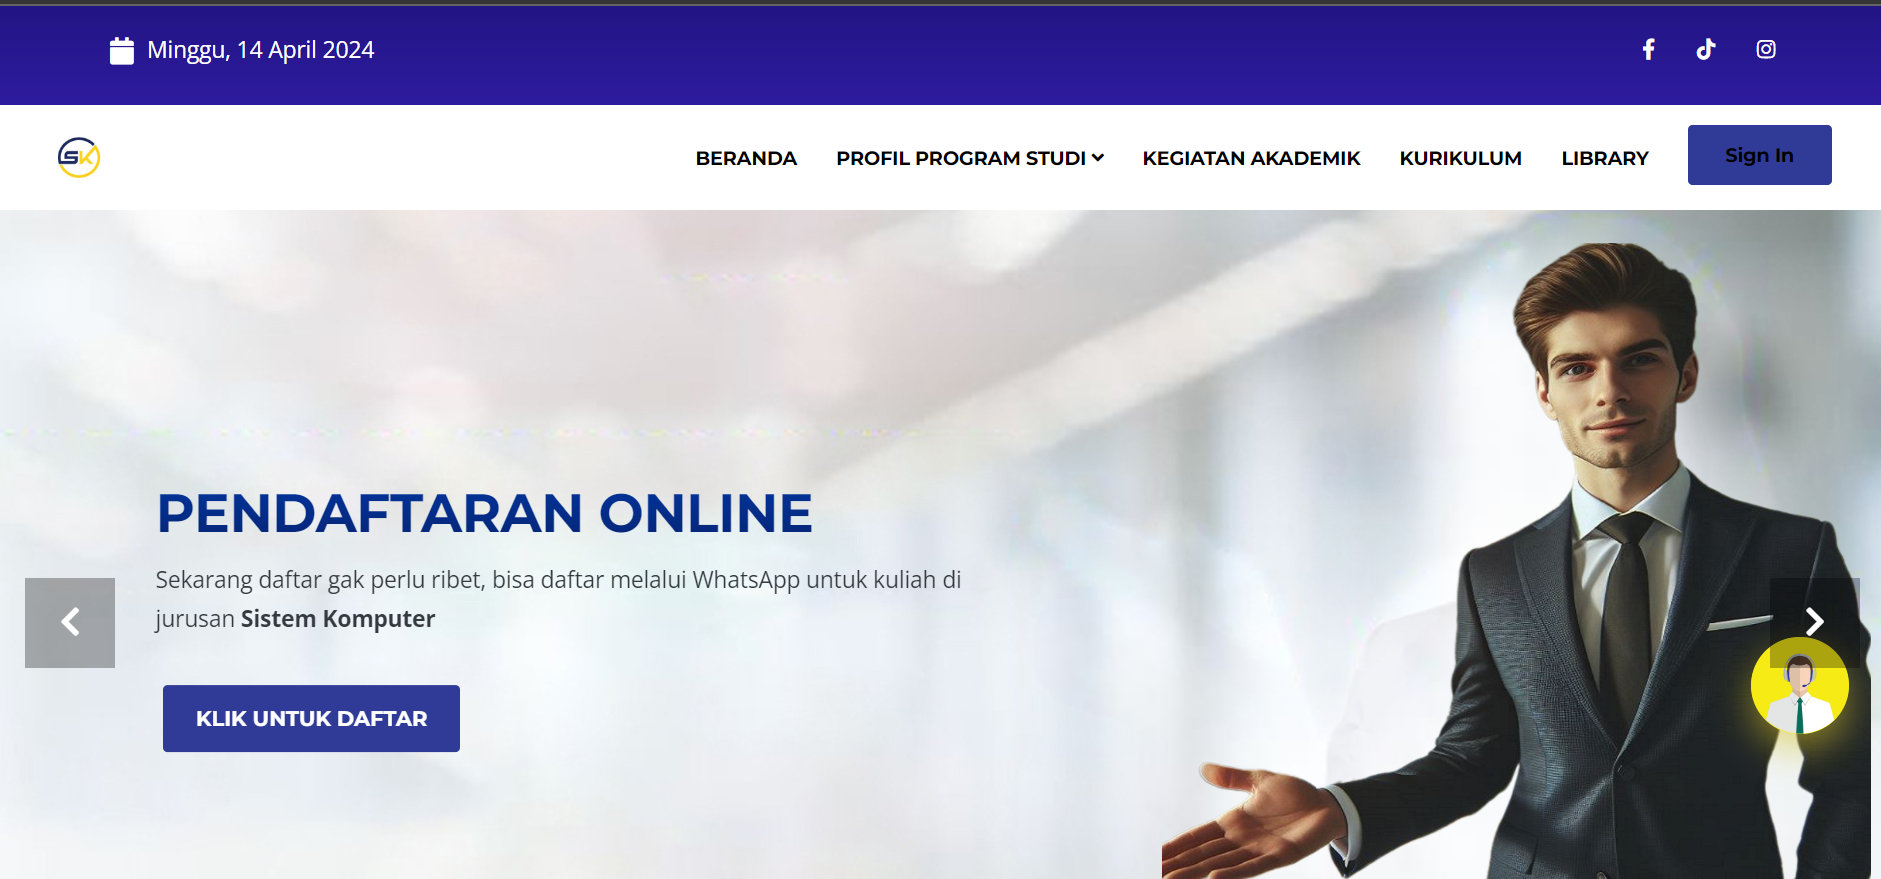 Minggu, 14 April 2024
SK
BERANDA
PROFIL PROGRAM STUDI
KEGIATAN AKADEMIK
KURIKULUM
LIBRARY
Sign In
PENDAFTARAN ONLINE
Sekarang daftar gak perlu ribet, bisa daftar melalui WhatsApp untuk kuliah di
jurusan Sistem Komputer
KLIK UNTUK DAFTAR